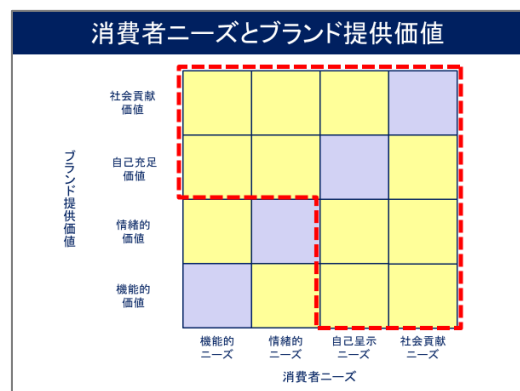 消費者ニーズとブランド提供価値
社会貢献
価値
自己充足
価値
情緒的
価値
機能的
価値
ブランド提供価値
機能的
ニーズ
情緒的
ニーズ
自己呈示
ニーズ
社会貢献
ニーズ
消費者ニーズ